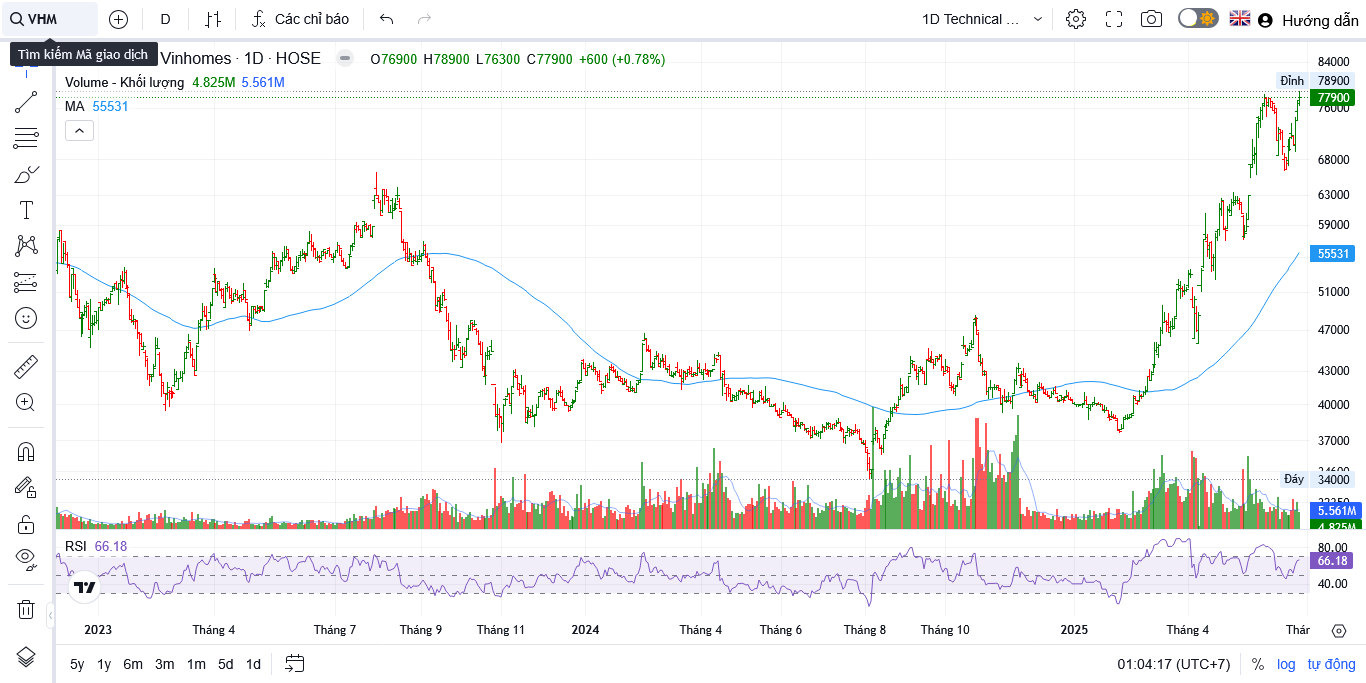 VHM
D
Các chỉ báo
1D Technical ...
Hướng dẫn
Tìm kiếm Mã giao dịch
Vinhomes · 1D · HOSE
O76900 H78900 L76300 C77900 +600 (+0.78%)
Volume - Khối lượng 4.825M 5.561M
MA 55531
84000
Đỉnh 78900
77900
76000
68000
63000
59000
55531
51000
47000
43000
40000
37000
34600
Đáy 34000
32250
5.561M
4.825M
RSI 66.18
80.00
66.18
40.00
2023 Tháng 4 Tháng 7 Tháng 9 Tháng 11 2024 Tháng 4 Tháng 6 Tháng 8 Tháng 10 2025 Tháng 4 Thár
5y 1y 6m 3m 1m 5d 1d
01:04:17 (UTC+7) % log tự động